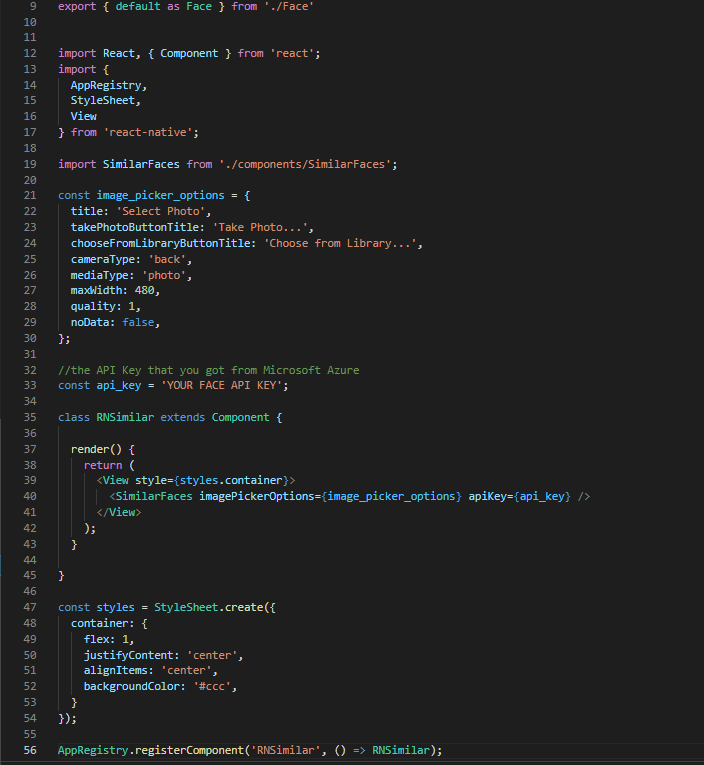 9 export { default as Face } from './Face'
10
11
12 import React, { Component } from 'react';
13 import {
14   AppRegistry,
15   StyleSheet,
16   View
17 } from 'react-native';
18
19 import SimilarFaces from './components/SimilarFaces';
20
21 const image_picker_options = {
22   title: 'Select Photo',
23   takePhotoButtonTitle: 'Take Photo...',
24   chooseFromLibraryButtonTitle: 'Choose from Library...',
25   cameraType: 'back',
26   mediaType: 'photo',
27   maxWidth: 480,
28   quality: 1,
29   noData: false,
30 };
31
32 //the API Key that you got from Microsoft Azure
33 const api_key = 'YOUR FACE API KEY';
34
35 class RNSimilar extends Component {
36
37   render() {
38     return (
39       <View style={styles.container}>
40         <SimilarFaces imagePickerOptions={image_picker_options} apiKey={api_key} />
41       </View>
42     );
43   }
44
45 }
46
47 const styles = StyleSheet.create({
48   container: {
49     flex: 1,
50     justifyContent: 'center',
51     alignItems: 'center',
52     backgroundColor: '#ccc',
53   }
54 });
55
56 AppRegistry.registerComponent('RNSimilar', () => RNSimilar);